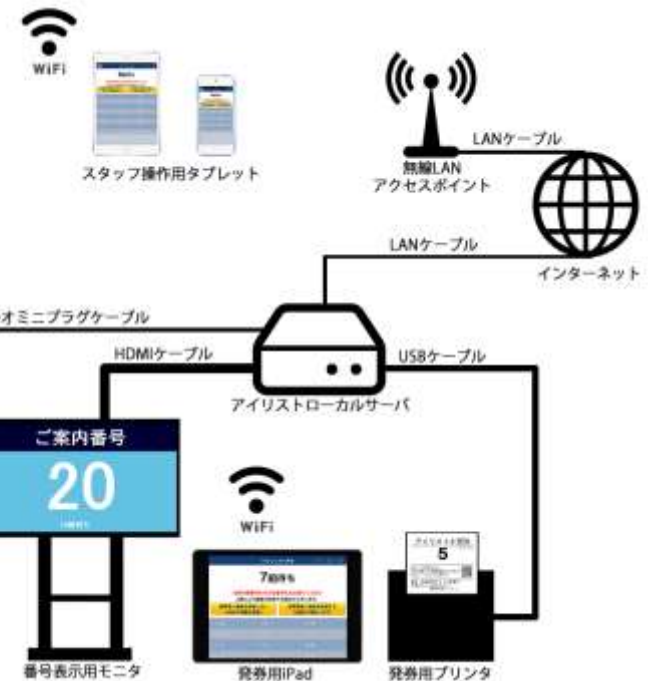 WiFi
スタッフ操作用タブレット
LANケーブル
無線LAN
アクセスポイント
LANケーブル
インターネット
オミニプラグケーブル
HDMIケーブル
USBケーブル
アイリストローカルサーバ
ご案内番号
20
WiFi
5
7組待ち
番号表示用モニタ
発券用iPad
発券用プリンタ